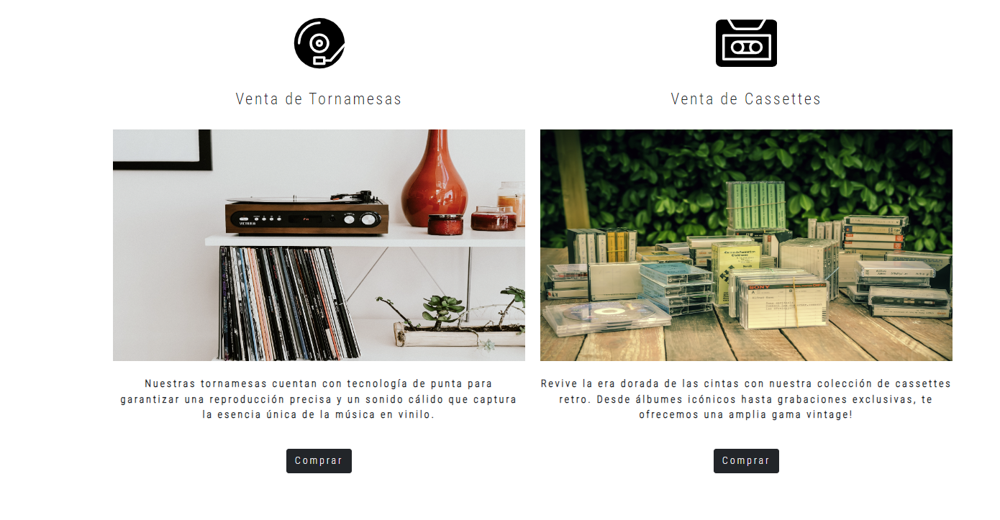 Venta de Tornamesas
Nuestras tornamesas cuentan con tecnología de punta para
garantizar una reproducción precisa y un sonido cálido que captura
la esencia única de la música en vinilo.
Comprar
Venta de Cassettes
SONY
A
Revive la era dorada de las cintas con nuestra colección de cassettes
retro. Desde álbumes icónicos hasta grabaciones exclusivas, te
ofrecemos una amplia gama vintage!
Comprar